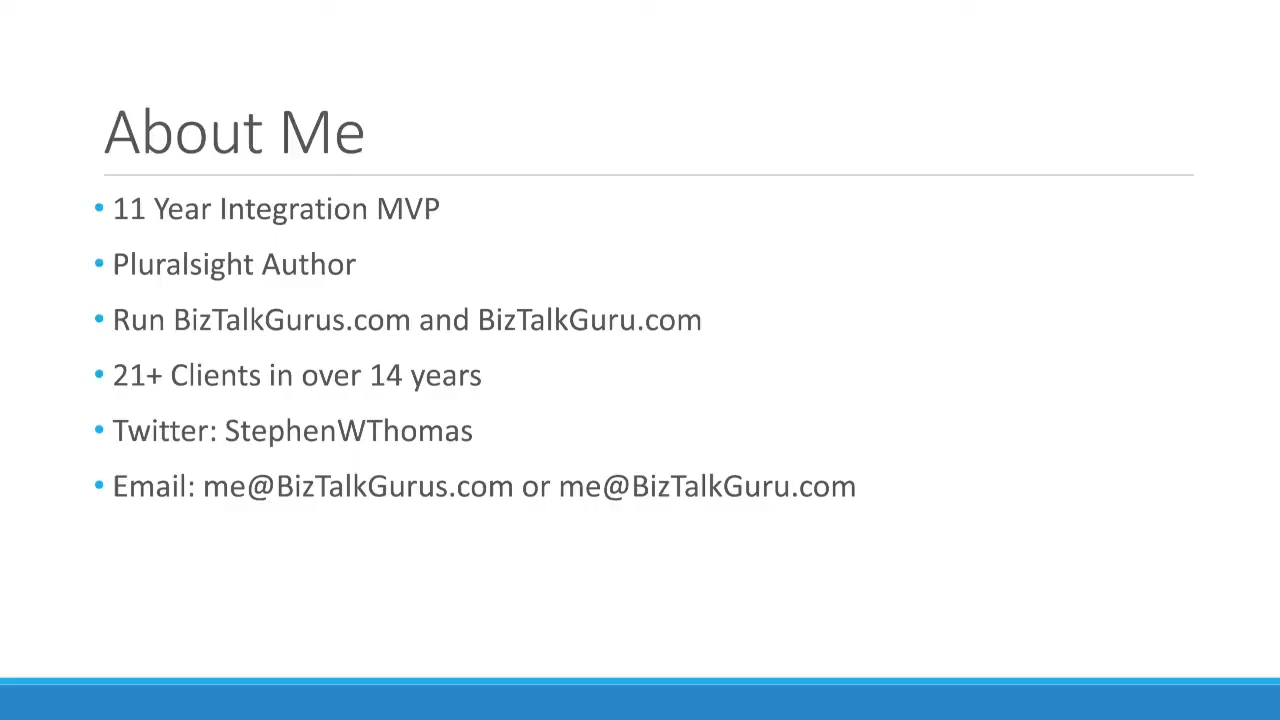 About Me
• 11 Year Integration MVP
• Pluralsight Author
• Run BizTalkGurus.com and BizTalkGuru.com
• 21+ Clients in over 14 years
• Twitter: StephenWThomas
• Email: me@BizTalkGurus.com or me@BizTalkGuru.com